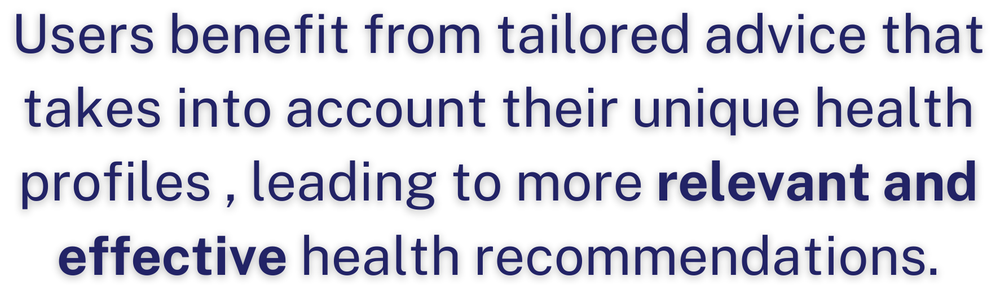 Users benefit from tailored advice that
takes into account their unique health
profiles , leading to more relevant and
effective health recommendations.